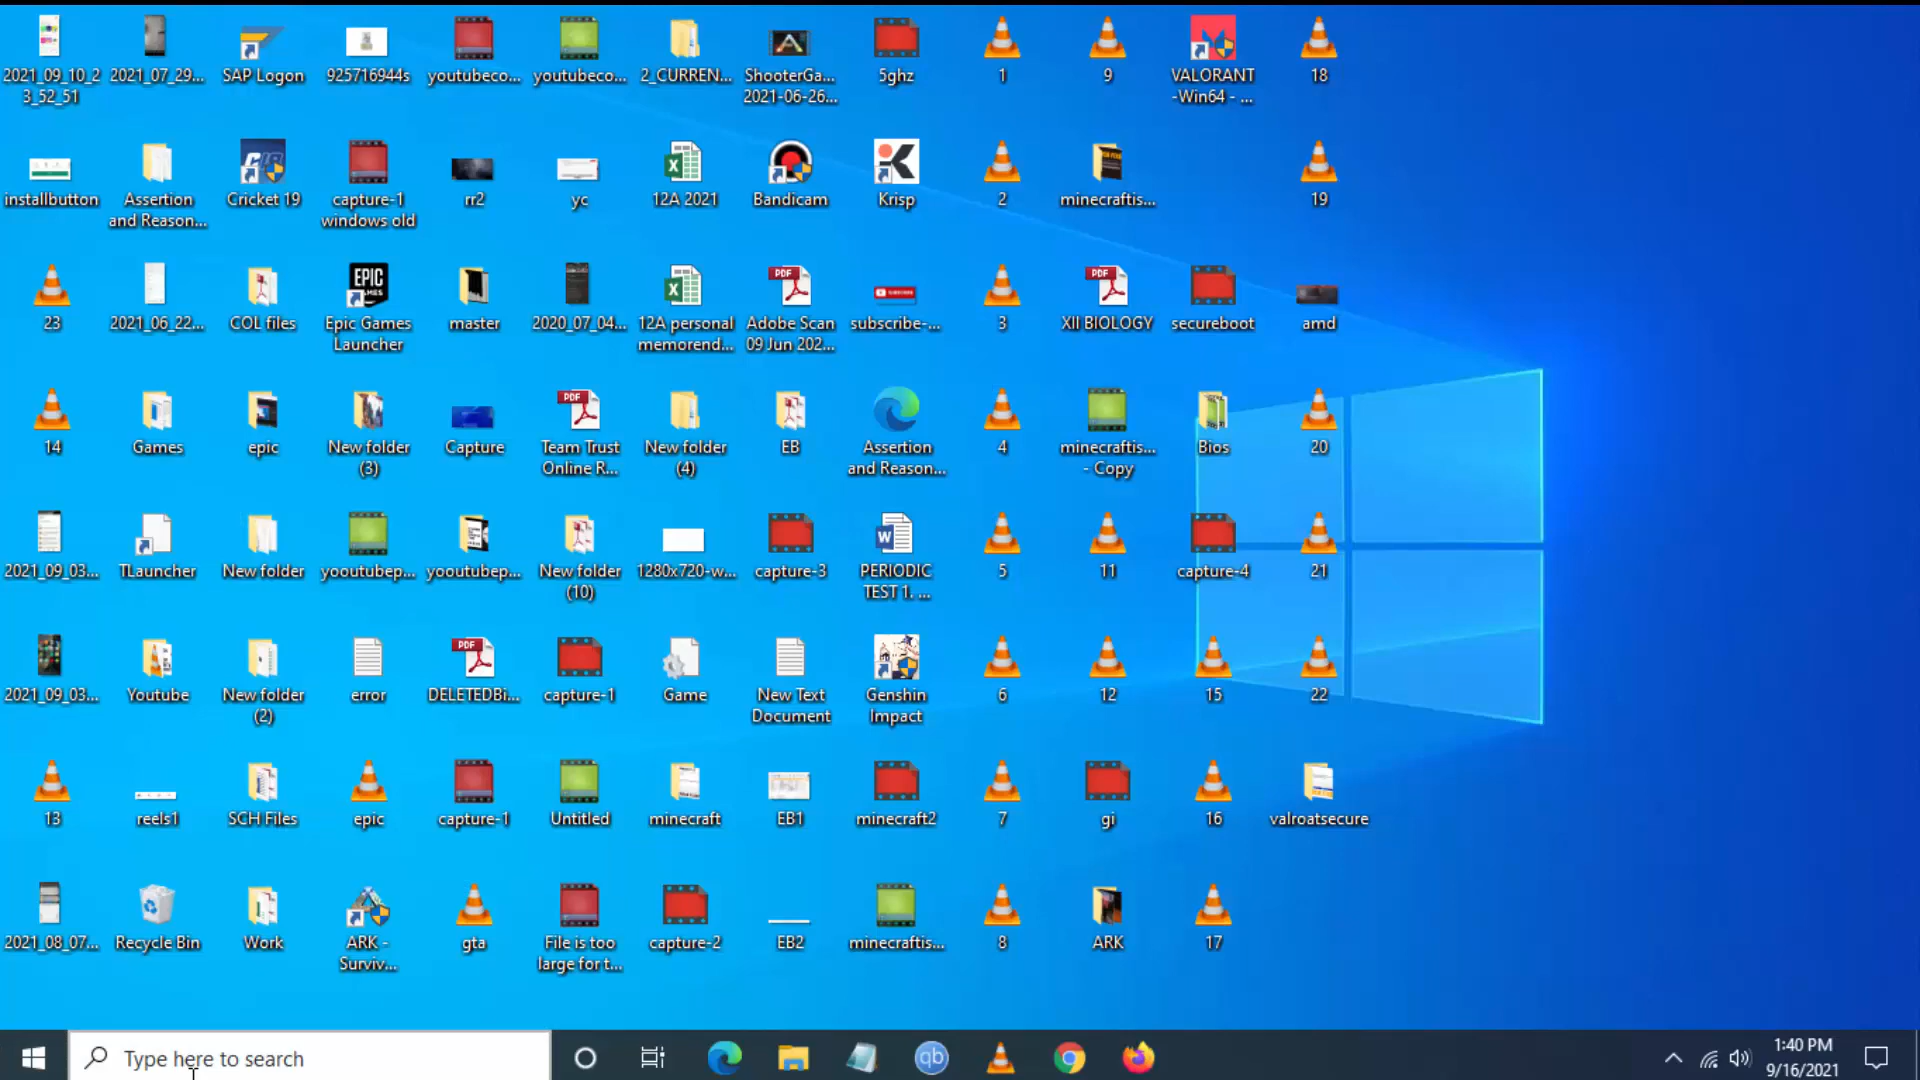 2021_09_10_2
3_52_51
2021_07_29...
SAP Logon
925716944s
youtubeco...
youtubeco...
2_CURREN...
ShooterGa...
2021-06-26...
5ghz
1
9
VALORANT
-Win64 - ...
18
installbutton
Assertion
and Reason...
Cricket 19
capture-1
windows old
rr2
yc
12A 2021
Bandicam
Krisp
2
minecraftis...
19
23
2021_06_22...
COL files
EPIC
Epic Games
Launcher
master
2020_07_04...
12A personal
memorend...
PDF
Adobe Scan
09 Jun 202...
SUBSCRIBE
subscribe-...
3
PDF
XII BIOLOGY
secureboot
amd
14
Games
epic
New folder
(3)
Capture
PDF
Team Trust
Online R...
New folder
(4)
EB
Assertion
and Reason...
4
minecraftis...
- Copy
Bios
20
2021_09_03...
TLauncher
New folder
yooutubep...
yooutubep...
New folder
(10)
1280x720-w...
capture-3
PERIODIC
TEST 1. ...
5
11
capture-4
21
2021_09_03...
Youtube
New folder
(2)
error
PDF
DELETEDBi...
capture-1
Game
New Text
Document
Genshin
Impact
6
12
15
22
13
reels1
SCH Files
epic
capture-1
Untitled
minecraft
EB1
minecraft2
7
gi
16
valroatsecure
2021_08_07...
Recycle Bin
Work
ARK -
Surviv...
gta
File is too
large for t...
capture-2
EB2
minecraftis...
8
ARK
17
Type here to search
qb
1:40 PM
9/16/2021